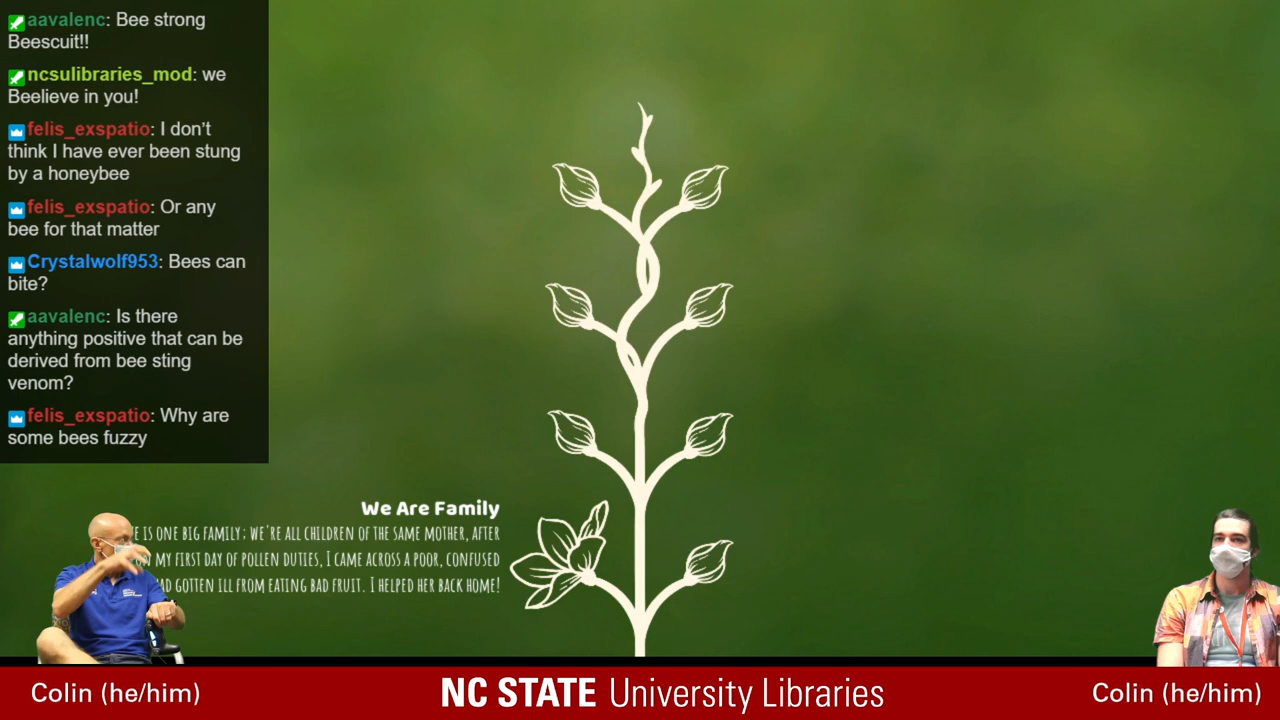 aavalenc: Bee strong
Beescuit!!
ncsulibraries_mod: we
Beelieve in you!
felis_exspatio: I don't
think I have ever been stung
by a honeybee
felis_exspatio: Or any
bee for that matter
Crystalwolf953: Bees can
bite?
aavalenc: Is there
anything positive that can be
derived from bee sting
venom?
felis_exspatio: Why are
some bees fuzzy
We Are Family
IS ONE BIG FAMILY; WE'RE ALL CHILDREN OF THE SAME MOTHER, AFTER
MY FIRST DAY OF POLLEN DUTIES, I CAME ACROSS A POOR, CONFUSED
GOTTEN ILL FROM EATING BAD FRUIT. I HELPED HER BACK HOME!
Colin (he/him)
NC STATE University Libraries
Colin (he/him)